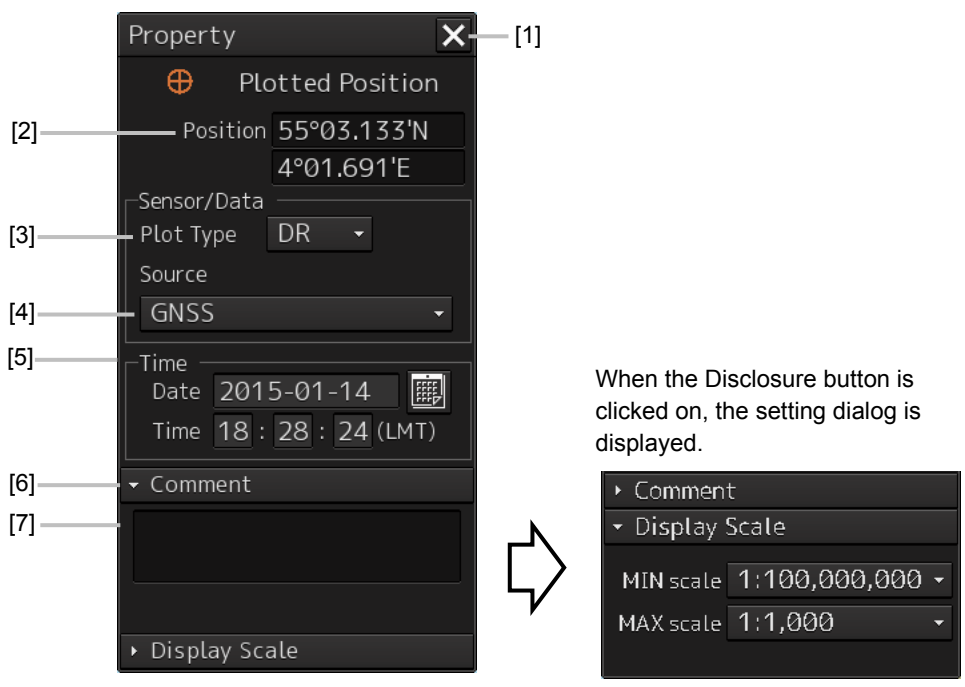 Property
[1]
Plotted Position
[2]
Position 55°03.133'N
4°01.691'E
Sensor/Data
[3]
Plot Type DR
Source
[4]
GNSS
[5]
Time
Date 2015-01-14
Time 18 : 28 : 24 (LMT)
[6]
Comment
[7]
Display Scale
When the Disclosure button is
clicked on, the setting dialog is
displayed.
Comment
Display Scale
MIN scale 1:100,000,000
MAX scale 1:1,000